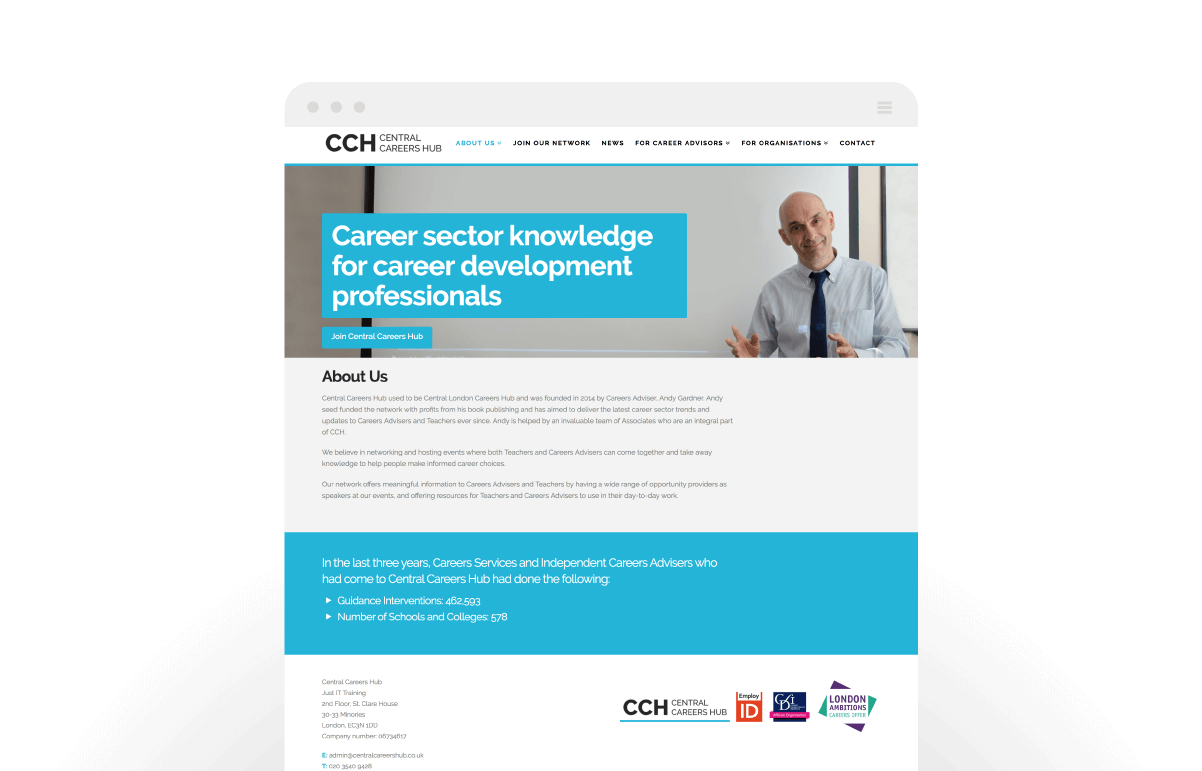 CCH CENTRAL CAREERS HUB
ABOUT US JOIN OUR NETWORK NEWS FOR CAREER ADVISORS FOR ORGANISATIONS CONTACT
Career sector knowledge
for career development
professionals
Join Central Careers Hub
About Us
Central Careers Hub used to be Central London Careers Hub and was founded in 2014 by Careers Adviser, Andy Gardner. Andy
seed funded the network with profits from his book publishing and has aimed to deliver the latest career sector trends and
updates to Careers Advisers and Teachers ever since. Andy is helped by an invaluable team of Associates who are an integral part
of CCH.
We believe in networking and hosting events where both Teachers and Careers Advisers can come together and take away
knowledge to help people make informed career choices.
Our network offers meaningful information to Careers Advisers and Teachers by having a wide range of opportunity providers as
speakers at our events, and offering resources for Teachers and Careers Advisers to use in their day-to-day work.
In the last three years, Careers Services and Independent Careers Advisers who
had come to Central Careers Hub had done the following:
Guidance Interventions: 462,593
Number of Schools and Colleges: 578
Central Careers Hub
Just IT Training
2nd Floor, St. Clare House
30-33 Minories
London, EC3N 1DD
Company number: 06734617
E: admin@centralcareershub.co.uk
T: 020 3540 9428
CCH CENTRAL CAREERS HUB
Employ
ID
CDi
Affiliate Organisation
LONDON
AMBITIONS
CAREERS OFFER